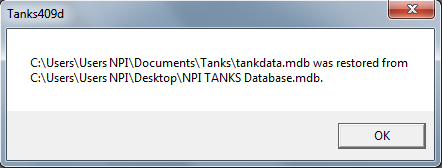 Tanks409d
C:\Users\Users NPI\Documents\Tanks\tankdata.mdb was restored from
C:\Users\Users NPI\Desktop\NPI TANKS Database.mdb.
OK